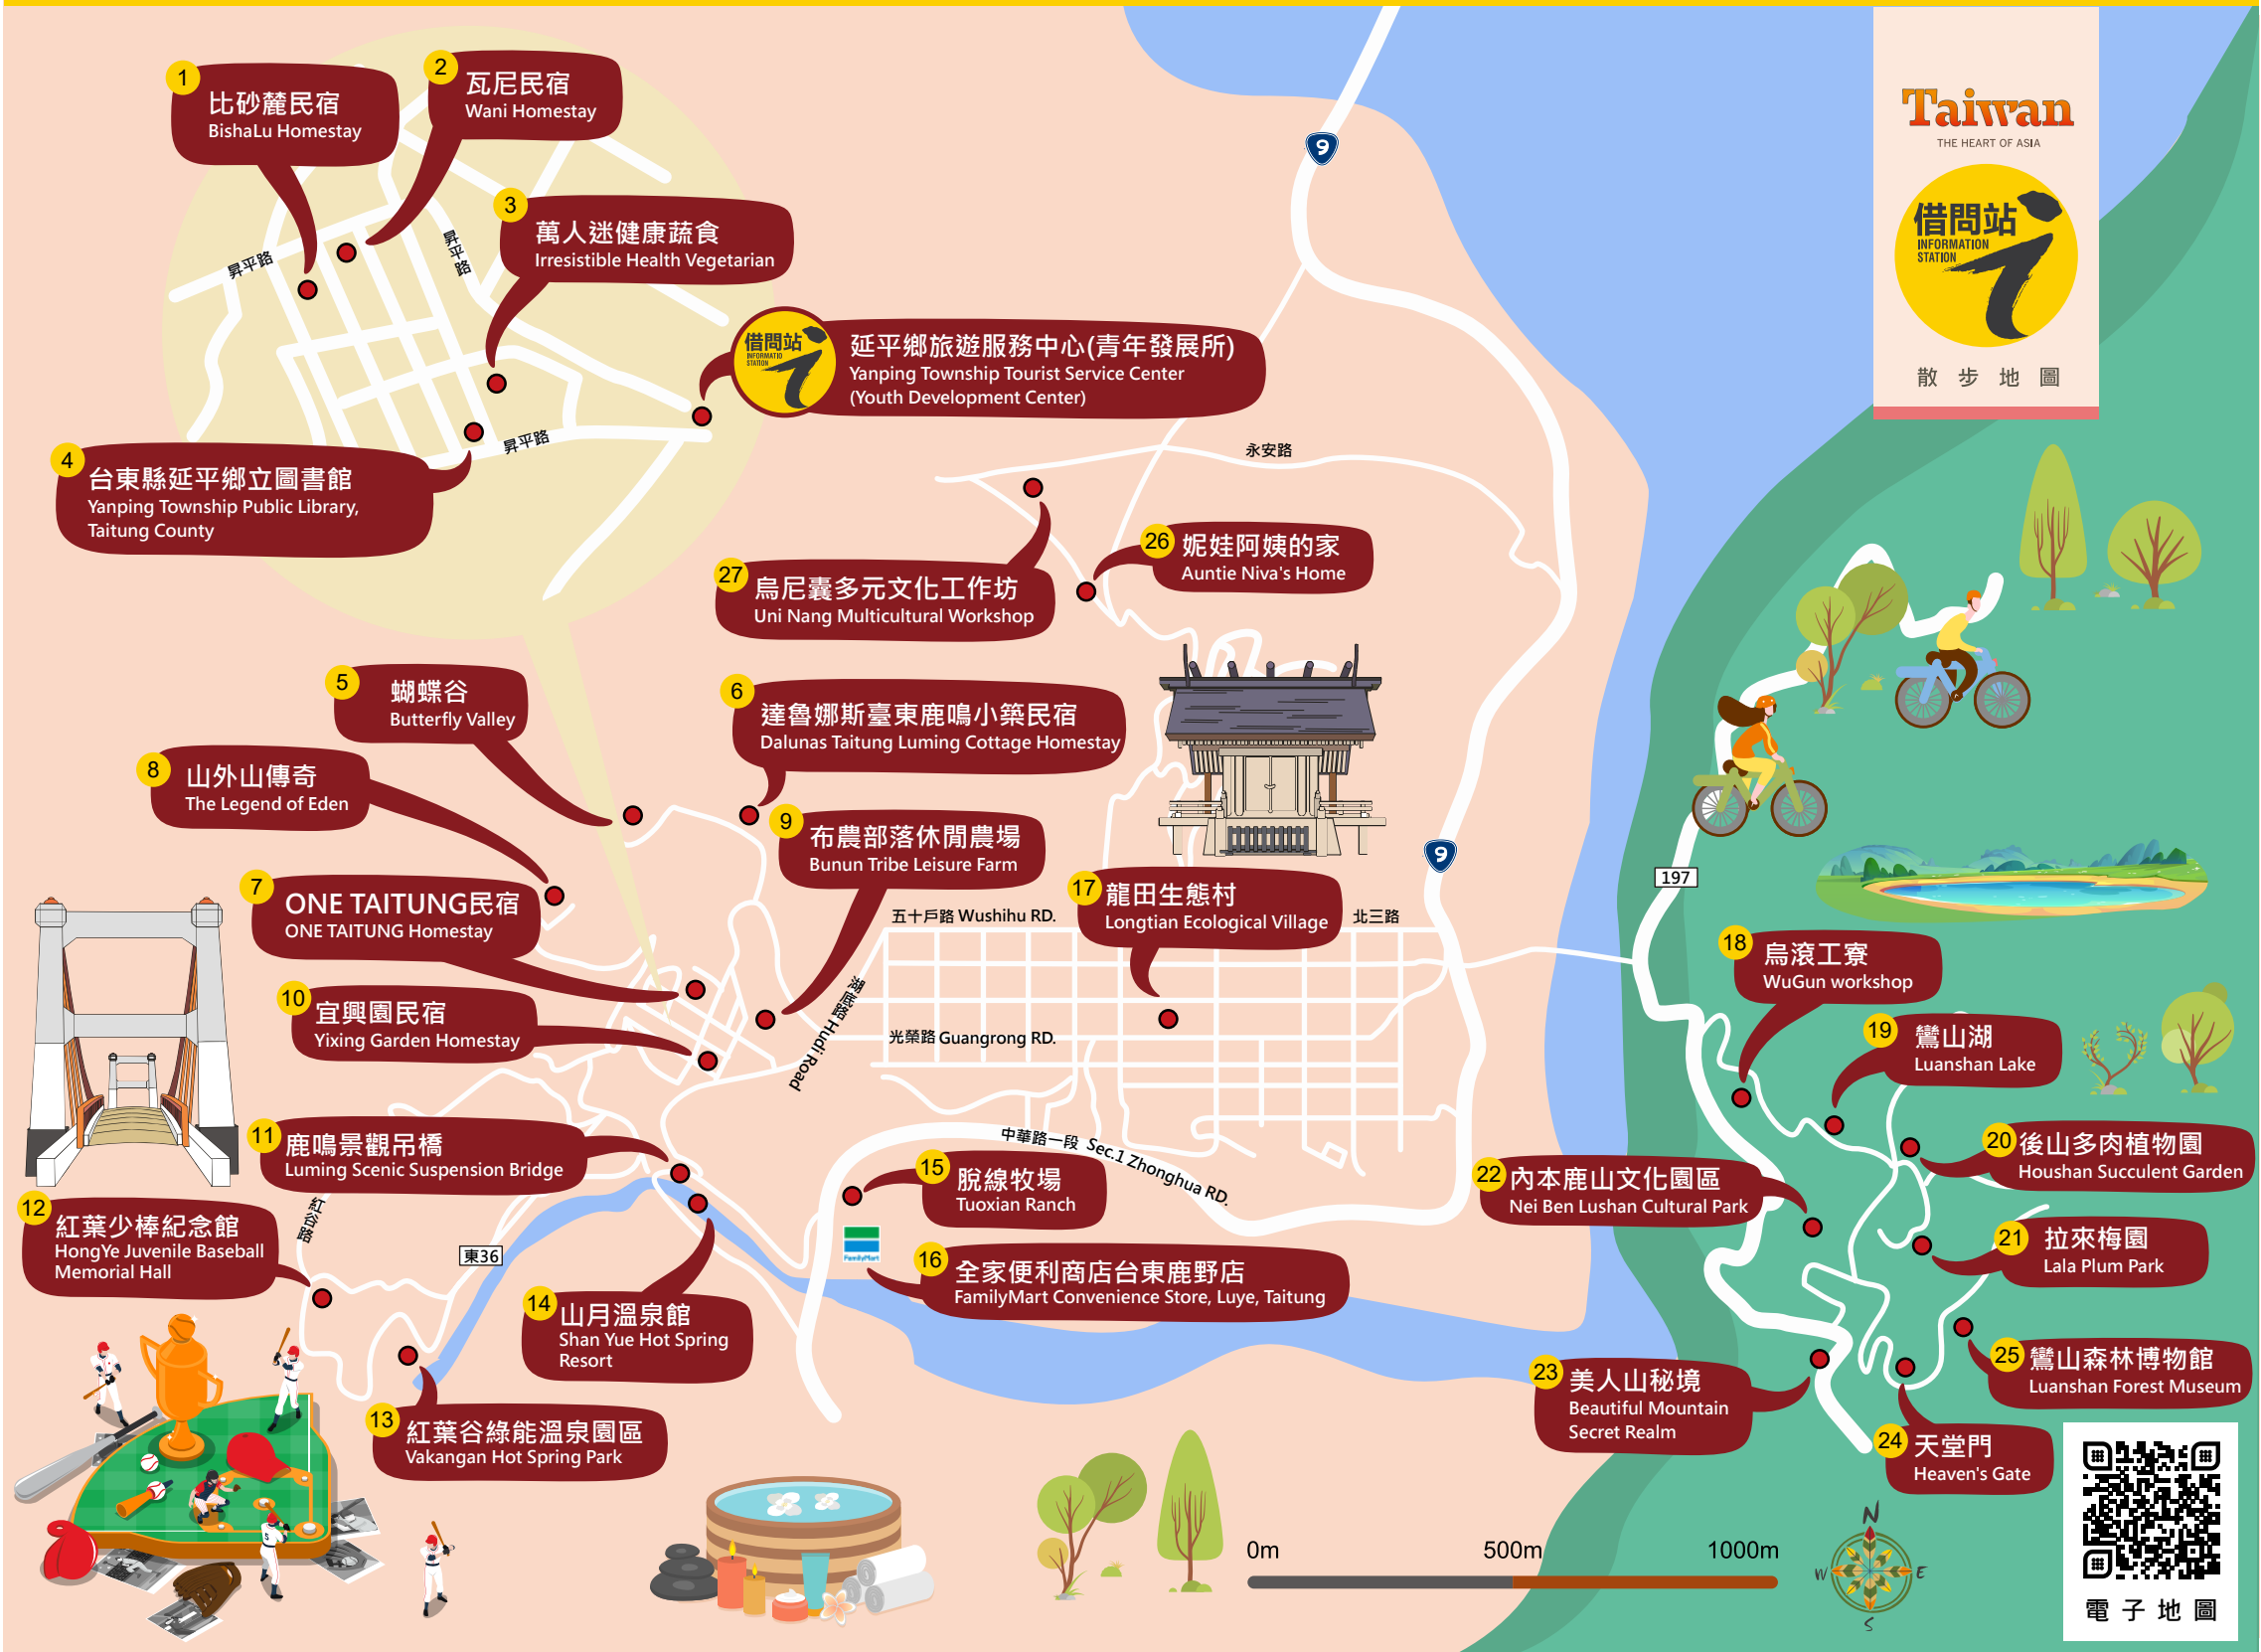 Taiwan
THE HEART OF ASIA
借問站
INFORMATION
STATION
散步地圖
1
比砂麓民宿
BishaLu Homestay
2
瓦尼民宿
Wani Homestay
3
萬人迷健康蔬食
Irresistible Health Vegetarian
昇平路
昇平路
昇平路
借問站
INFORMATIO
STATION
延平鄉旅遊服務中心(青年發展所)
Yanping Township Tourist Service Center
(Youth Development Center)
4
台東縣延平鄉立圖書館
Yanping Township Public Library,
Taitung County
9
永安路
26
妮娃阿姨的家
Auntie Niva's Home
27
烏尼囊多元文化工作坊
Uni Nang Multicultural Workshop
5
蝴蝶谷
Butterfly Valley
6
達魯娜斯臺東鹿鳴小築民宿
Dalunas Taitung Luming Cottage Homestay
8
山外山傳奇
The Legend of Eden
9
布農部落休閒農場
Bunun Tribe Leisure Farm
9
7
ONE TAITUNG民宿
ONE TAITUNG Homestay
17
龍田生態村
Longtian Ecological Village
五十戶路 Wushihu RD.
北三路
197
10
宜興園民宿
Yixing Garden Homestay
Hudi Road
光榮路 Guangrong RD.
18
烏滾工寮
WuGun workshop
19
鸞山湖
Luanshan Lake
11
鹿鳴景觀吊橋
Luming Scenic Suspension Bridge
中華路一段 Sec.1 Zhonghua RD.
20
後山多肉植物園
Houshan Succulent Garden
12
紅葉少棒紀念館
HongYe Juvenile Baseball
Memorial Hall
紅谷路
東36
15
脫線牧場
Tuoxian Ranch
FamilyMart
16
全家便利商店台東鹿野店
FamilyMart Convenience Store, Luye, Taitung
22
內本鹿山文化園區
Nei Ben Lushan Cultural Park
21
拉來梅園
Lala Plum Park
14
山月溫泉館
Shan Yue Hot Spring
Resort
13
紅葉谷綠能溫泉園區
Vakangan Hot Spring Park
23
美人山秘境
Beautiful Mountain
Secret Realm
25
鸞山森林博物館
Luanshan Forest Museum
24
天堂門
Heaven's Gate
0m
500m
1000m
N
W
E
S
電子地圖